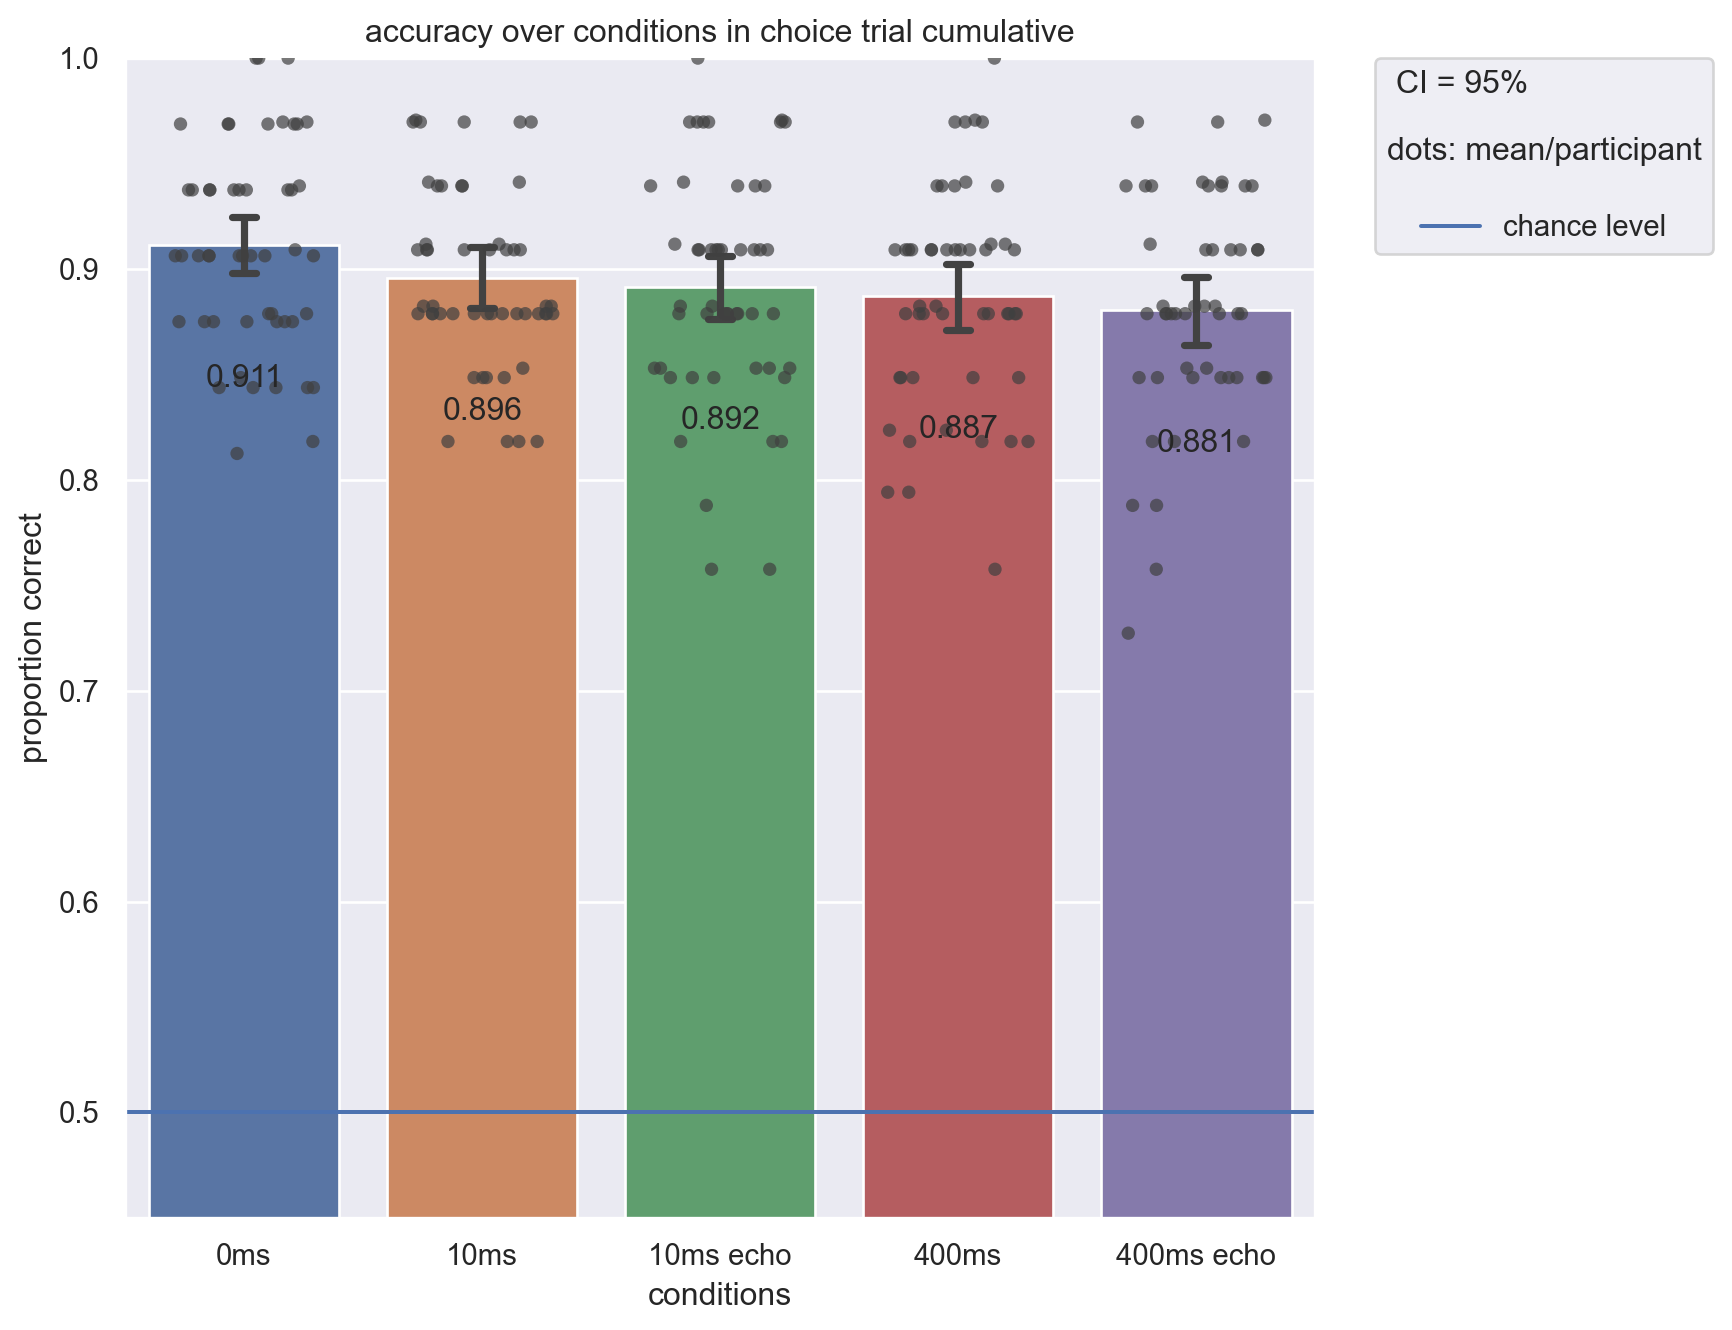 accuracy over conditions in choice trial cumulative
1.0
0.9
0.8
0.7
0.6
0.5
proportion correct
0.911
0.896
0.892
0.887
0.881
0ms
10ms
10ms echo
400ms
400ms echo
conditions
CI = 95%
dots: mean/participant
chance level